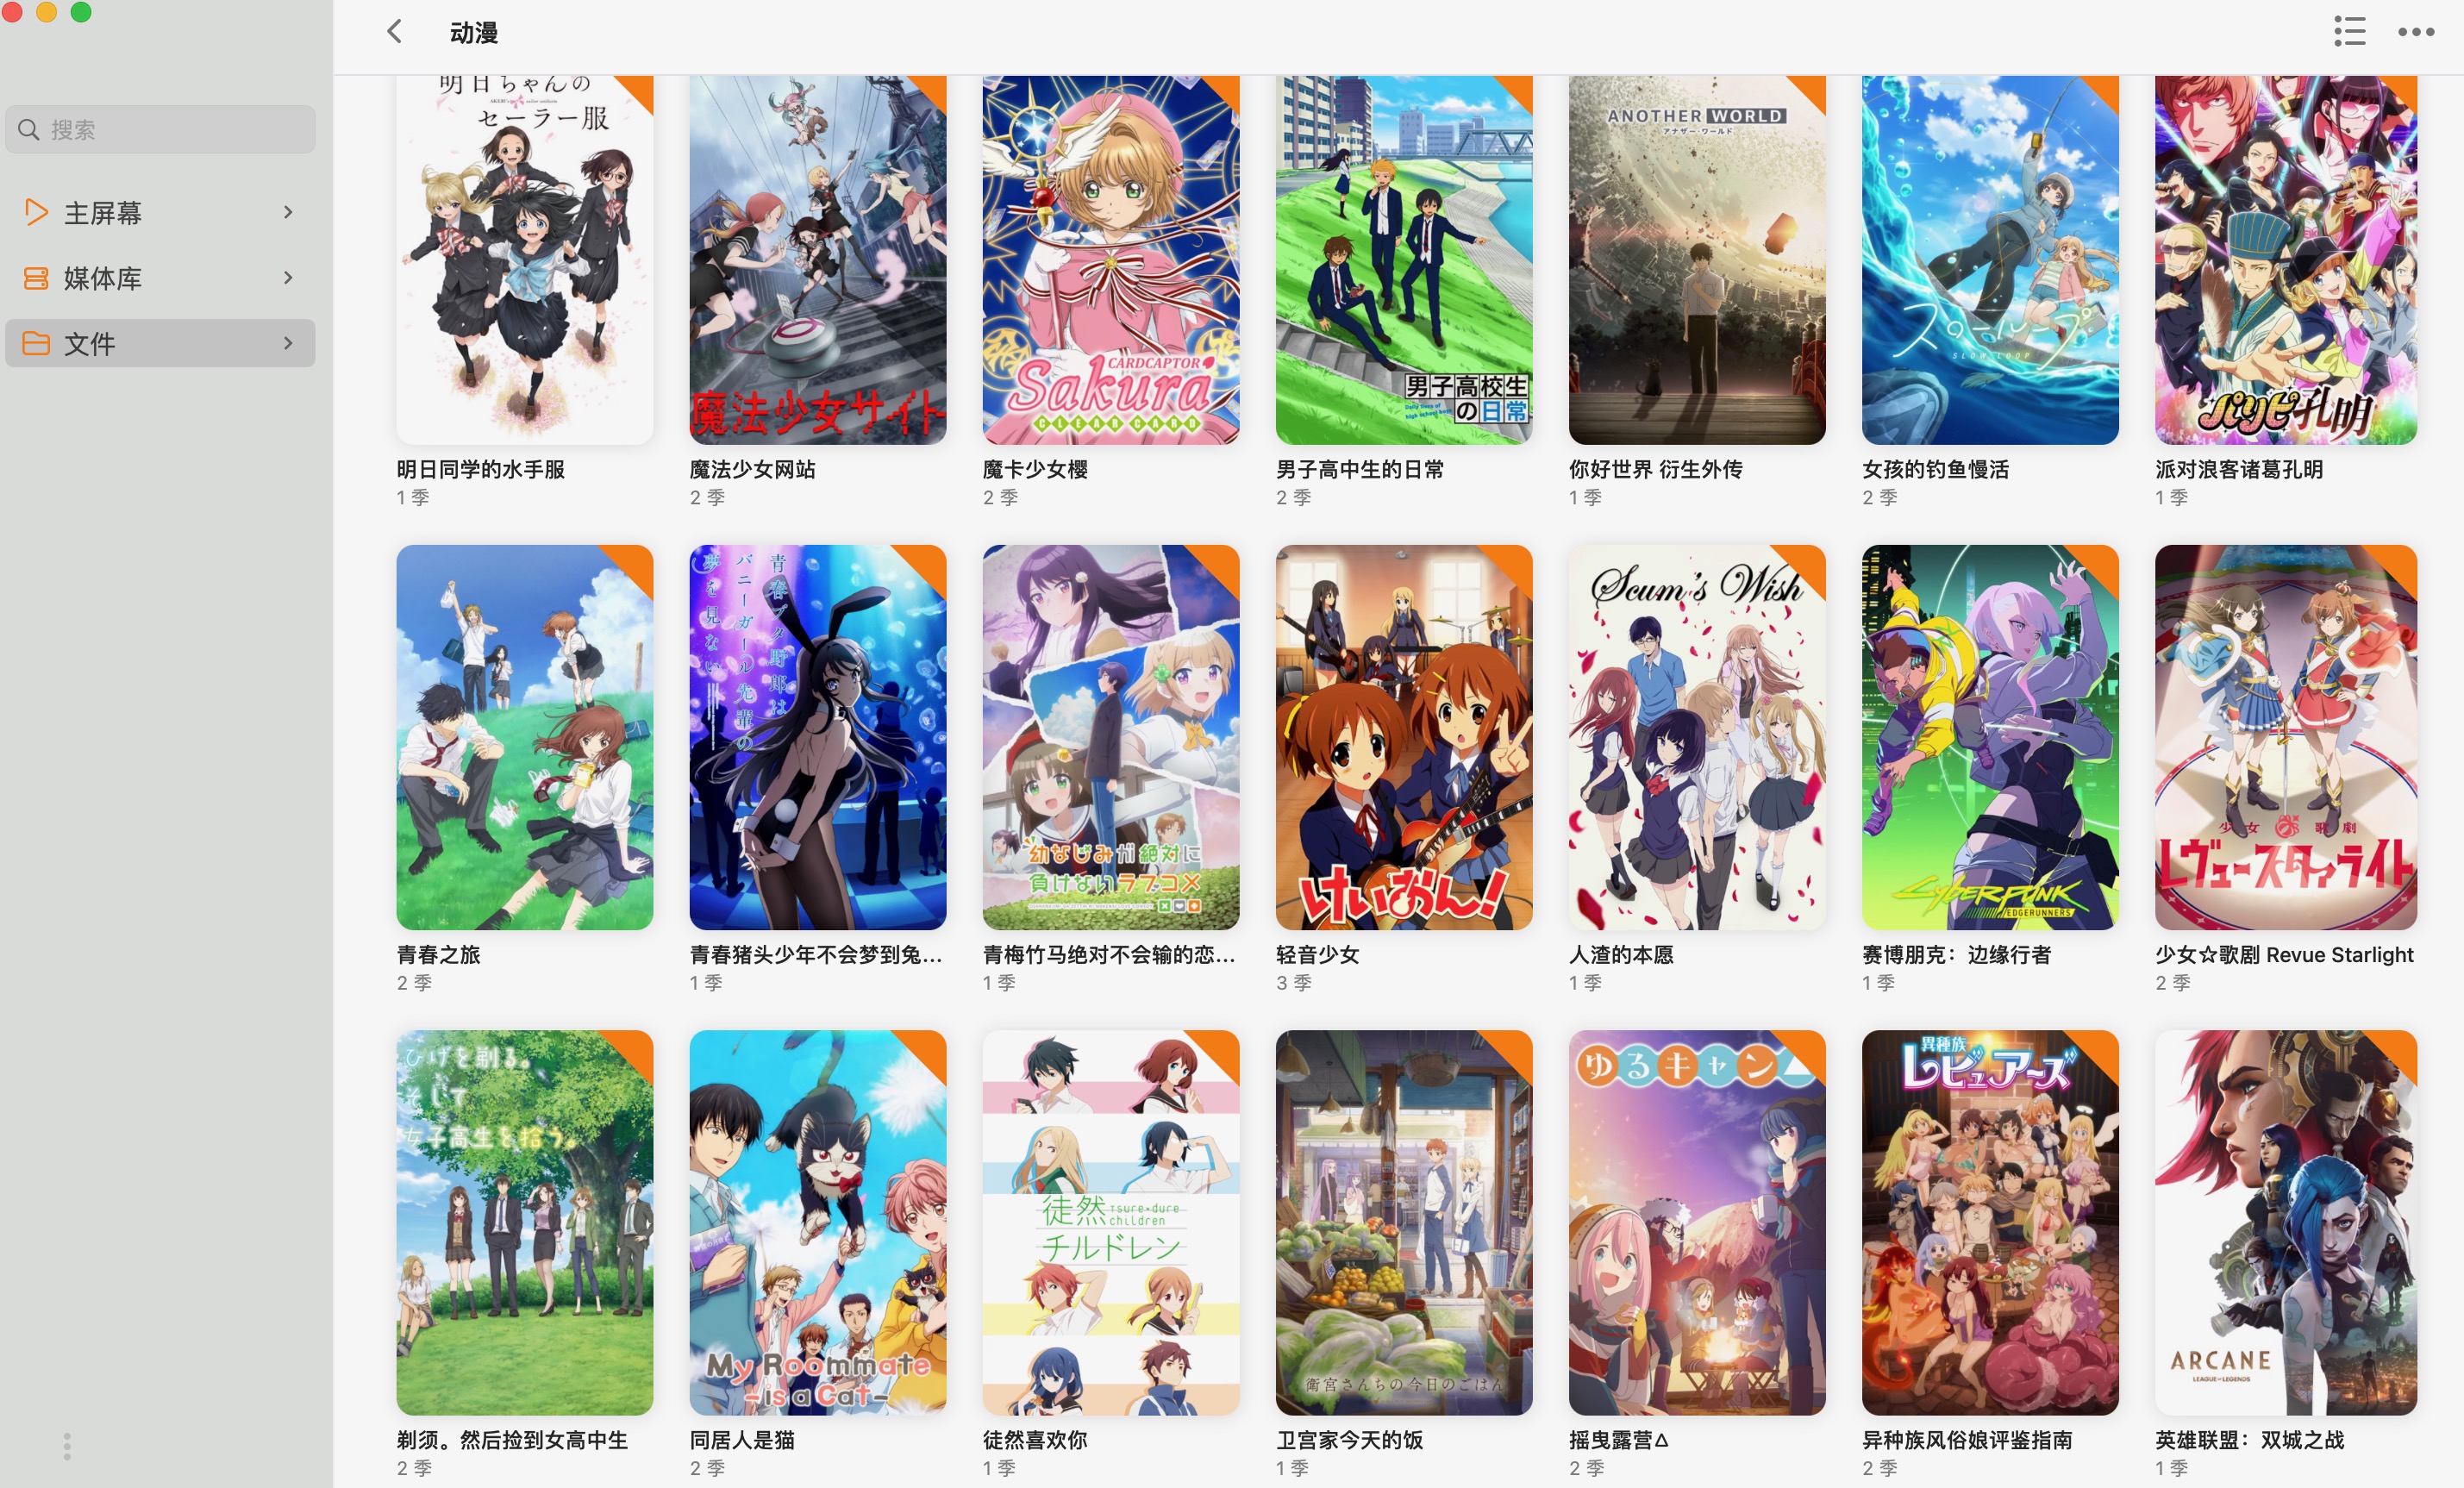 动漫
搜索
主屏幕
媒体库
文件
明日ちゃんの
セーラー服
魔法少女サイト
CARDCAPTOR
Sakura
CLEAR CARD
男子高校生
の日常
ANOTHER WORLD
アナザー・ワールド
スローループ
SLOW LOOP
パリピ孔明
明日同学的水手服
魔法少女网站
魔卡少女樱
男子高中生的日常
你好世界 衍生外传
女孩的钓鱼慢活
派对浪客诸葛孔明
1 季
2 季
2 季
2 季
1 季
2 季
1 季
青春ブタ野郎は
バニーガール先輩の
夢を見ない
幼なじみが絶対に
負けないラブコメ
けいおん!
Scum's Wish
CYBERPUNK
EDGERUNNERS
少女歌劇
レヴュースタァライト
青春之旅
青春猪头少年不会梦到兔...
青梅竹马绝对不会输的恋...
轻音少女
人渣的本愿
赛博朋克：边缘行者
少女☆歌剧 Revue Starlight
2 季
1 季
1 季
3 季
1 季
1 季
2 季
ひげを剃る。
そして
女子高生を拾う。
My Roommate
-is a Cat-
徒然
tsure×dure
children
チルドレン
衛宮さんちの今日のごはん
ゆるキャン△
異種族
レビュアーズ
ARCANE
LEAGUE OF LEGENDS
剃须。然后捡到女高中生
同居人是猫
徒然喜欢你
卫宫家今天的饭
摇曳露营△
异种族风俗娘评鉴指南
英雄联盟：双城之战
2 季
2 季
1 季
1 季
2 季
2 季
1 季